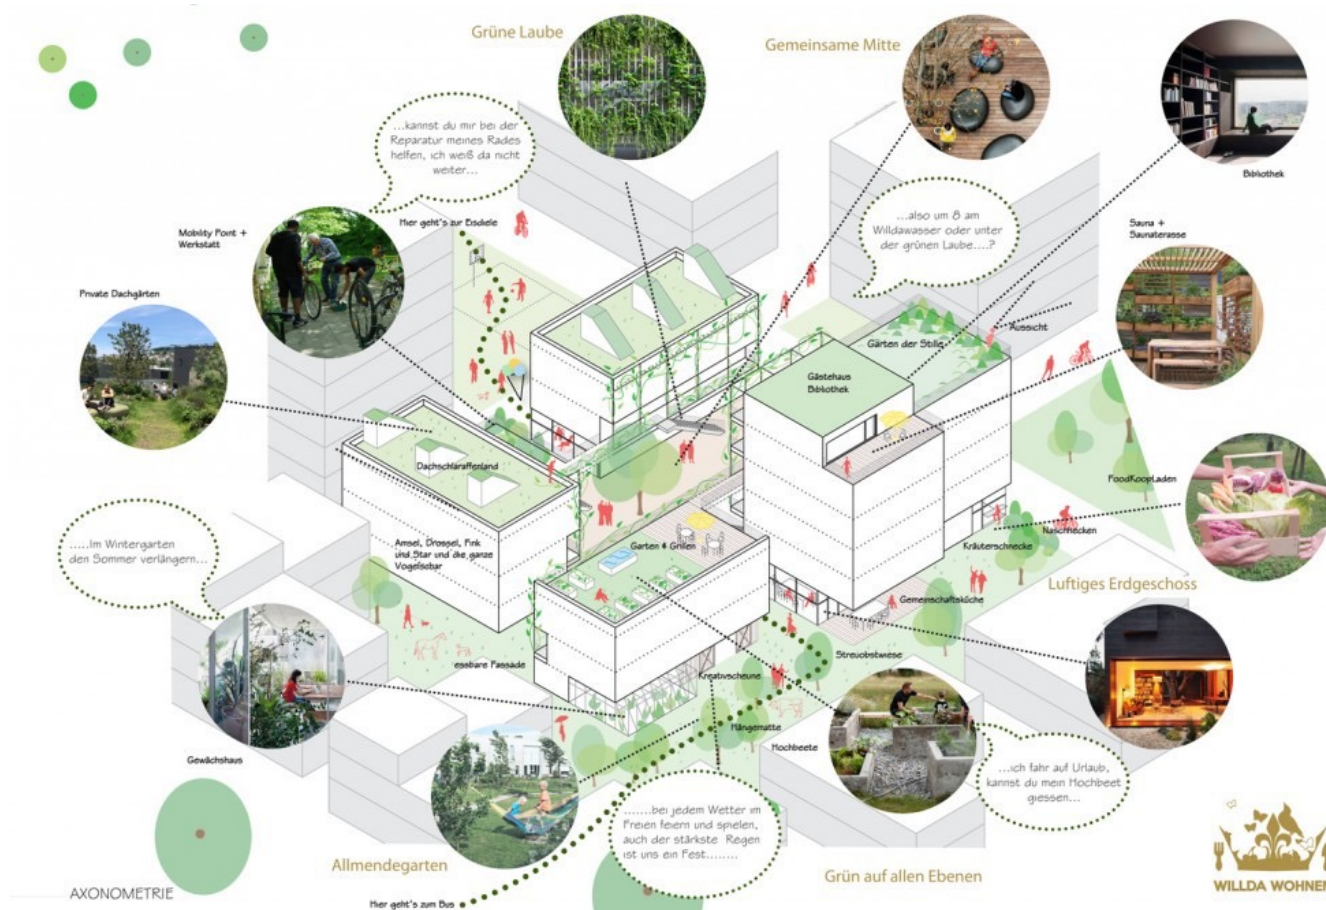 Grüne Laube
Gemeinsame Mitte
...kannst du mir bei der
Reparatur meines Rades
helfen, ich weiß da nicht
weiter...
Bibliothek
Mobility Point +
Werkstatt
Hier geht's zur Eisdiele
...also um 8 am
Willdawasser oder unter
der grünen Laube....?
Sauna +
Saunaterasse
Private Dachgärten
Aussicht
Gärten der Stille
Gästehaus
Bibliothek
Dachschlaraffenland
FoodKoopLaden
Naschhecken
Kräuterschnecke
Amsel, Drossel, Fink
und Star und die ganze
Vogelschar
Garten & Grillen
.....Im Wintergarten
den Sommer verlängern...
Luftiges Erdgeschoss
Gemeinschaftsküche
Streuobstwiese
essbare Fassade
Kreativscheune
Hängematte
Hochbeete
Gewächshaus
...ich fahr auf Urlaub,
kannst du mein Hochbeet
giessen...
.......bei jedem Wetter im
Freien feiern und spielen,
auch der stärkste Regen
ist uns ein Fest........
Allmendegarten
Grün auf allen Ebenen
WILLDA WOHNEN
AXONOMETRIE
Hier geht's zum Bus